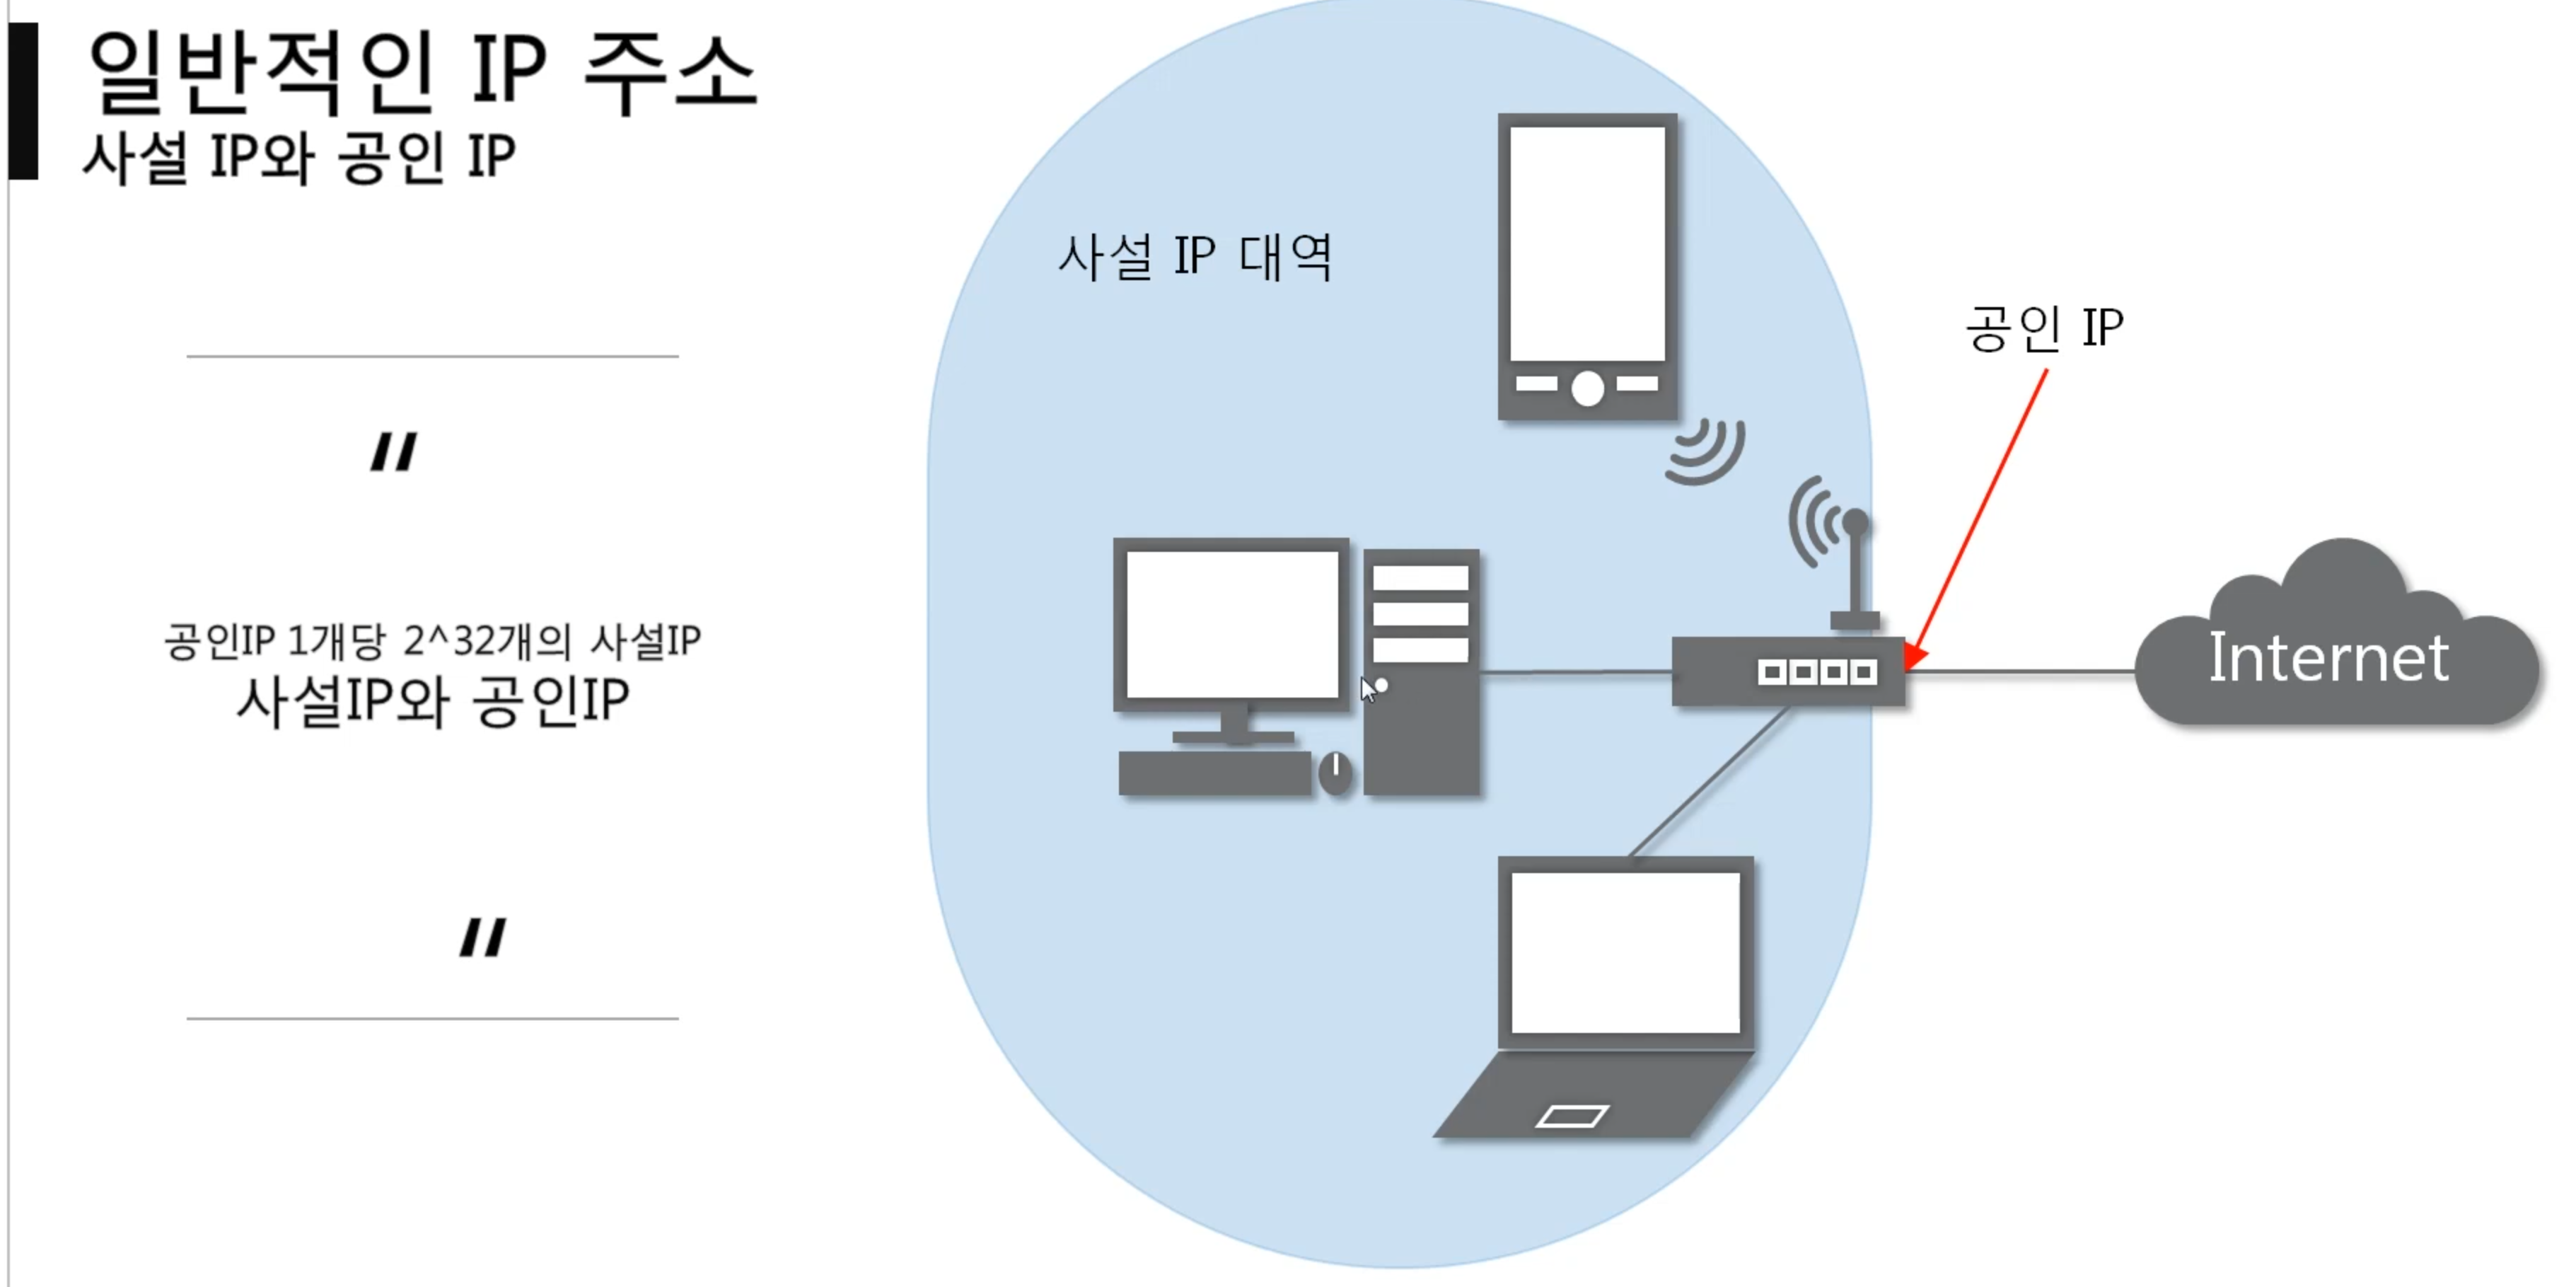 일반적인 IP 주소
사설 IP와 공인 IP
"
공인IP 1개당 2^32개의 사설IP
사설IP와 공인IP
"
사설 IP 대역
공인 IP
Internet